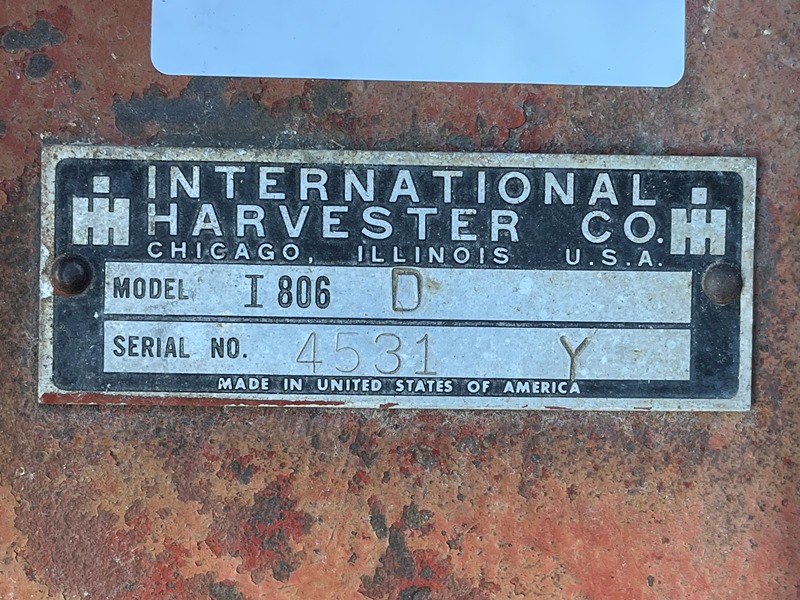 INTERNATIONAL
HARVESTER CO.
CHICAGO, ILLINOIS U.S.A.
MODEL I 806 D
SERIAL NO. 4531 Y
MADE IN UNITED STATES OF AMERICA